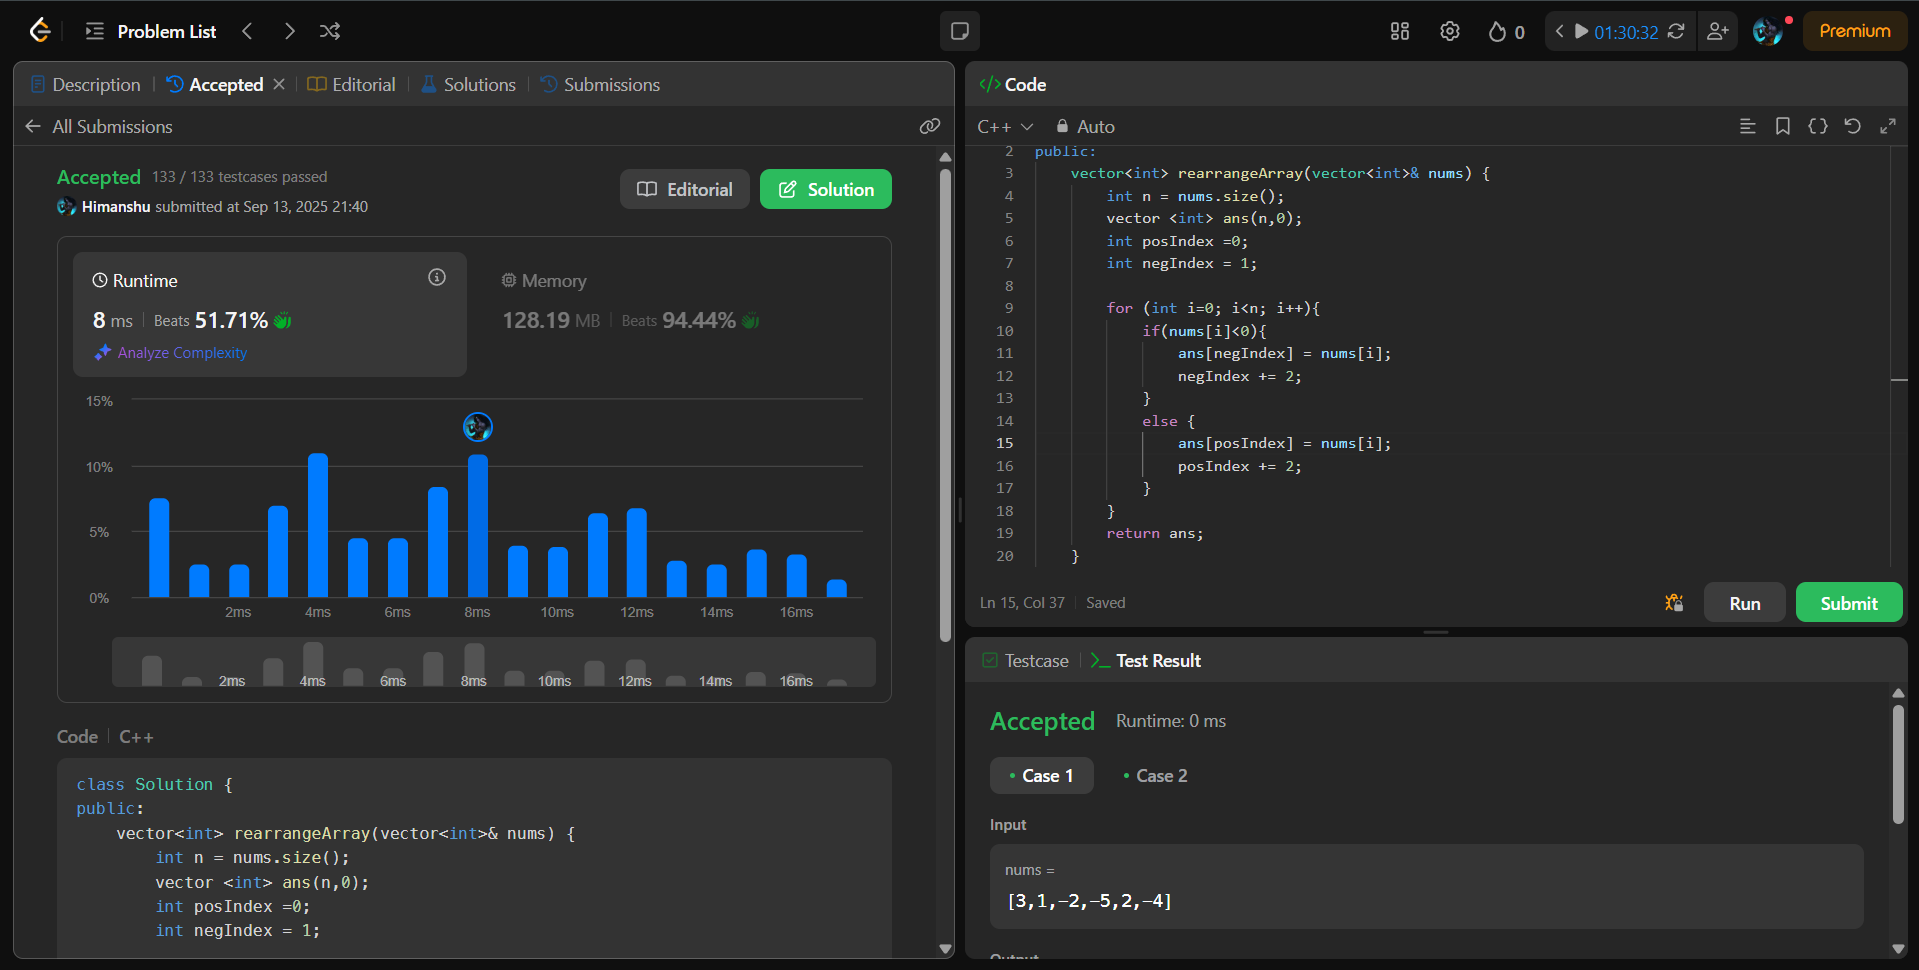 Problem List
0
01:30:32
Premium
Description
Accepted
Editorial
Solutions
Submissions
All Submissions
Accepted 133 / 133 testcases passed
Himanshu submitted at Sep 13, 2025 21:40
Editorial
Solution
Runtime
8 ms Beats 51.71%
Analyze Complexity
Memory
128.19 MB Beats 94.44%
15%
10%
5%
0%
2ms 4ms 6ms 8ms 10ms 12ms 14ms 16ms
2ms 4ms 6ms 8ms 10ms 12ms 14ms 16ms
Code C++
class Solution {
public:
    vector<int> rearrangeArray(vector<int>& nums) {
        int n = nums.size();
        vector <int> ans(n,0);
        int posIndex =0;
        int negIndex = 1;
</> Code
C++ Auto
2 public:
3     vector<int> rearrangeArray(vector<int>& nums) {
4         int n = nums.size();
5         vector <int> ans(n,0);
6         int posIndex =0;
7         int negIndex = 1;
8
9         for (int i=0; i<n; i++){
10             if(nums[i]<0){
11                 ans[negIndex] = nums[i];
12                 negIndex += 2;
13             }
14             else {
15                 ans[posIndex] = nums[i];
16                 posIndex += 2;
17             }
18         }
19         return ans;
20     }
Ln 15, Col 37 Saved
Run
Submit
Testcase
Test Result
Accepted Runtime: 0 ms
• Case 1
• Case 2
Input
nums =
[3,1,-2,-5,2,-4]
Output